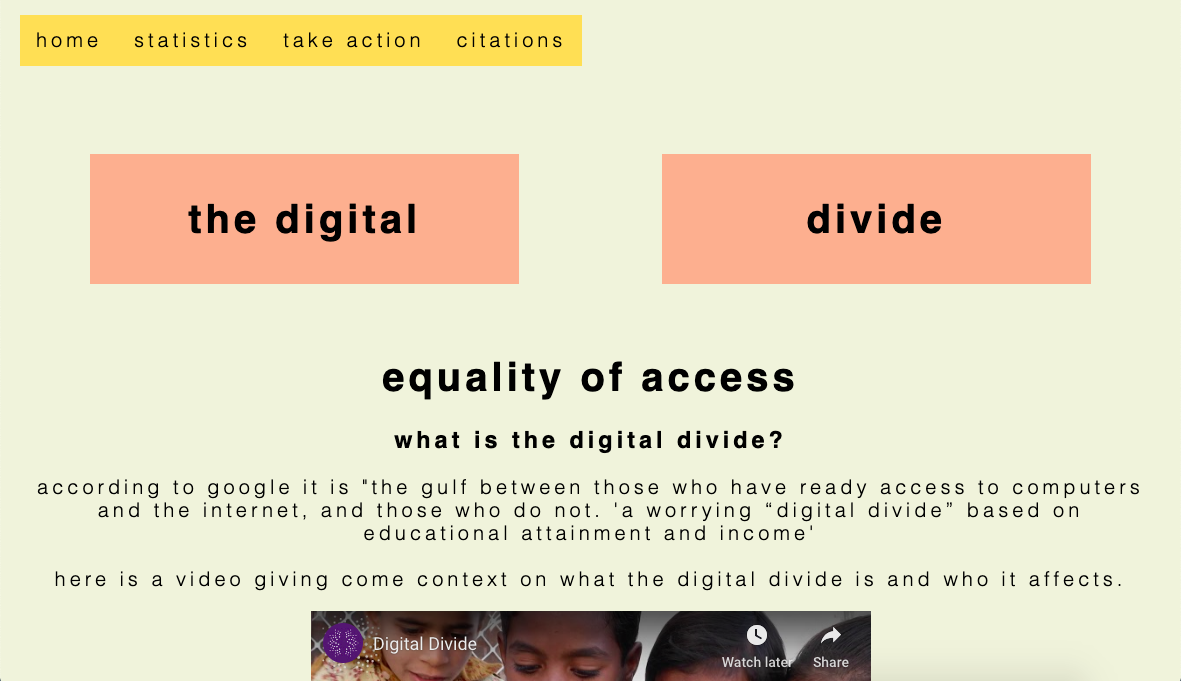 home statistics take action citations
the digital divide
equality of access
what is the digital divide?
according to google it is "the gulf between those who have ready access to computers
and the internet, and those who do not. 'a worrying “digital divide” based on
educational attainment and income'
here is a video giving come context on what the digital divide is and who it affects.
Digital Divide
Watch later Share